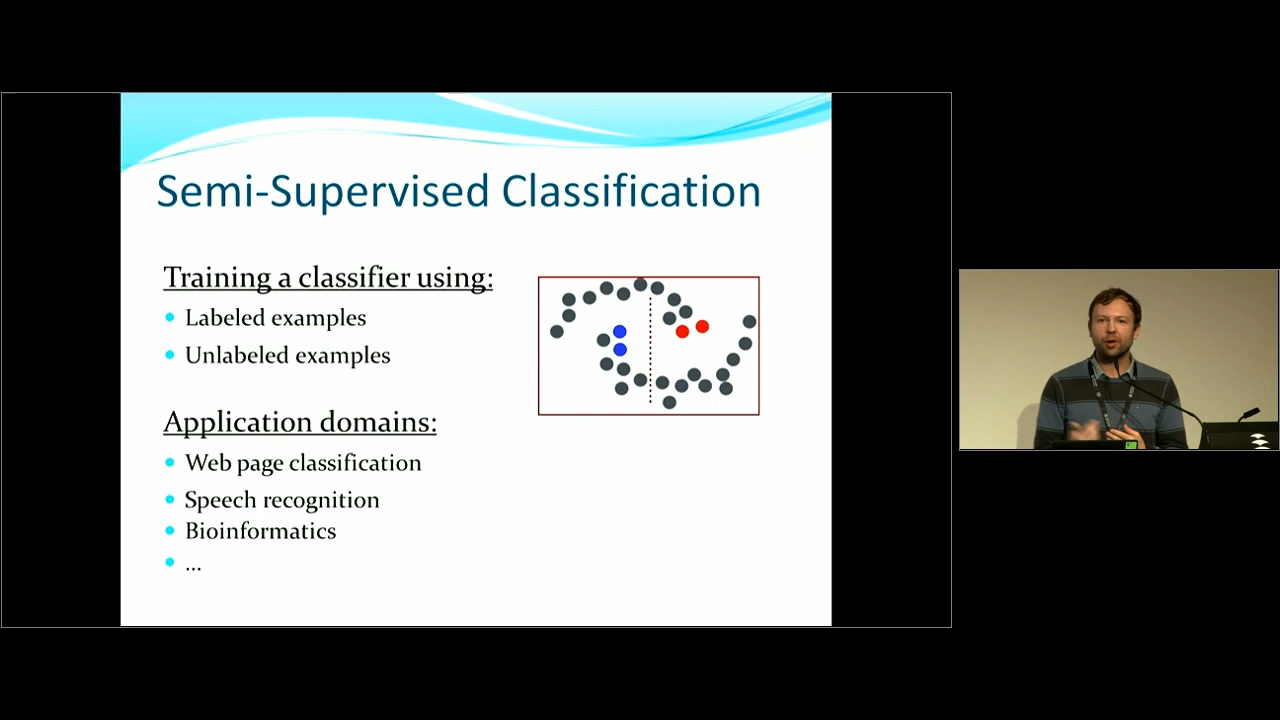 Semi-Supervised Classification
Training a classifier using:
Labeled examples
Unlabeled examples
Application domains:
Web page classification
Speech recognition
Bioinformatics
...